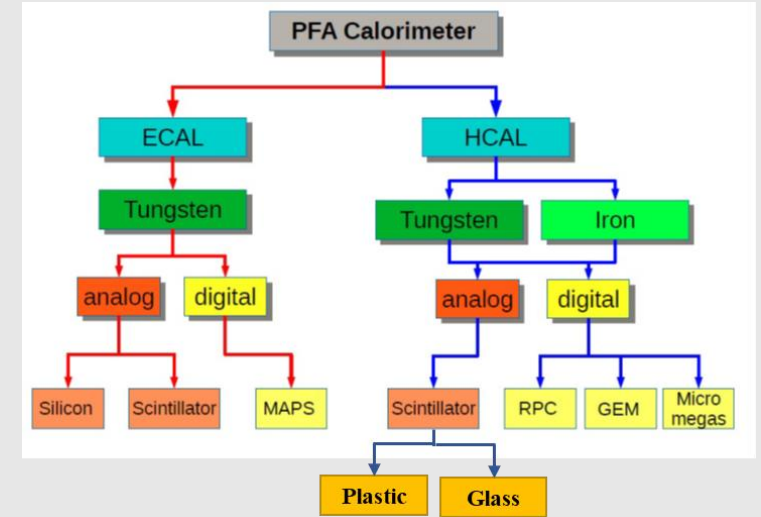 PFA Calorimeter
ECAL
HCAL
Tungsten
Tungsten
Iron
analog
digital
analog
digital
Silicon
Scintillator
MAPS
Scintillator
RPC
GEM
Micro
megas
Plastic
Glass